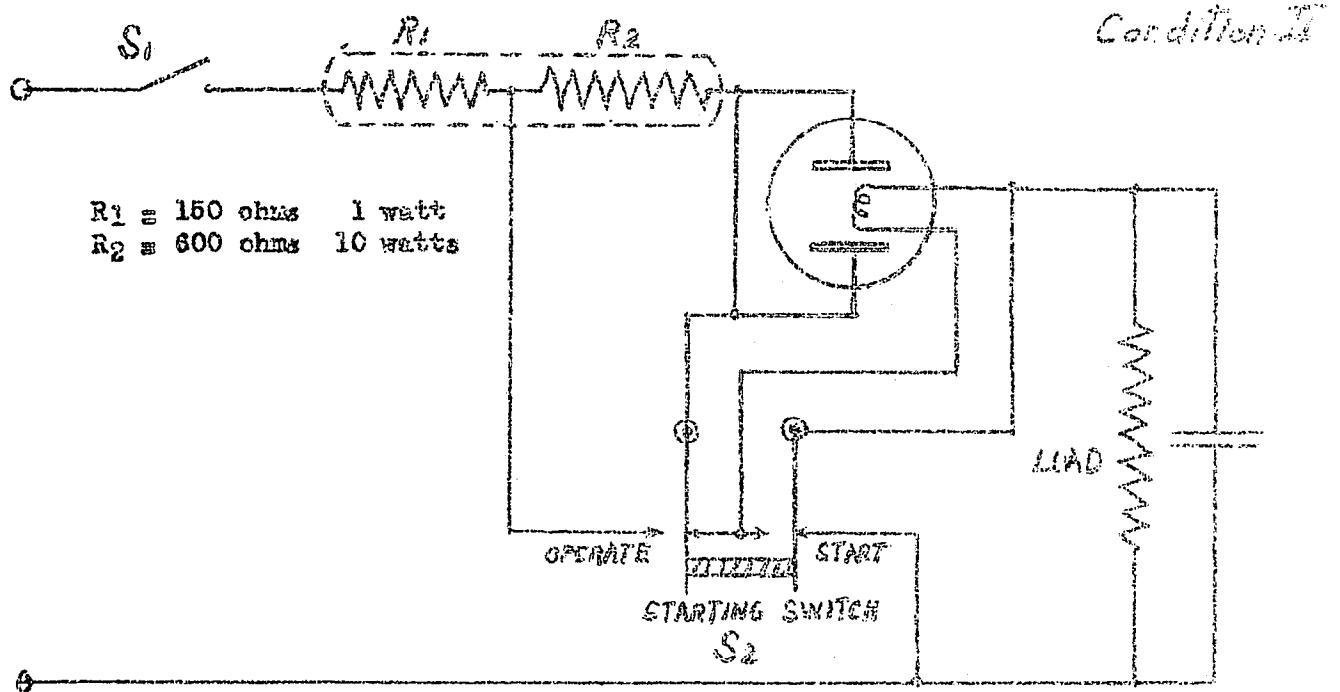 Condition II
S1
R1 R2
R1 = 150 ohms 1 watt
R2 = 600 ohms 10 watts
LOAD
OPERATE START
STARTING SWITCH
S2